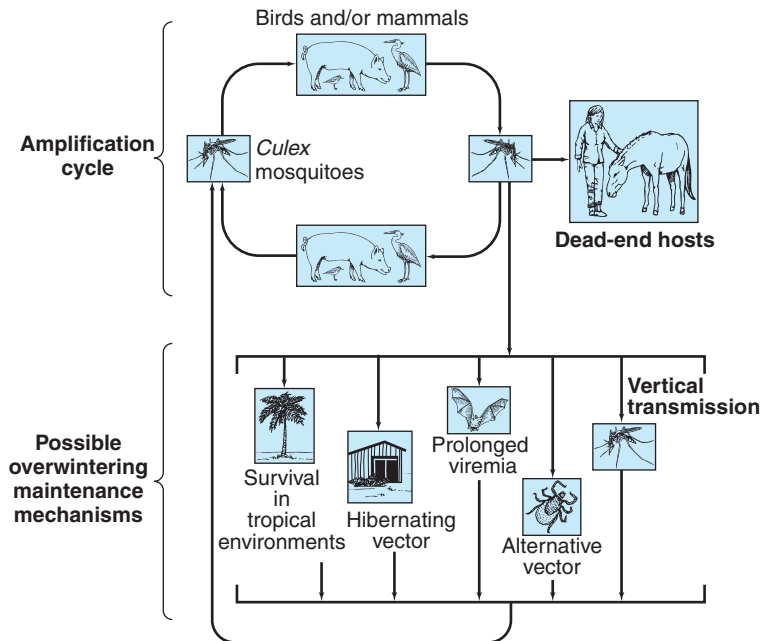 Birds and/or mammals
Amplification
cycle
Culex
mosquitoes
Dead-end hosts
Possible
overwintering
maintenance
mechanisms
Survival
in
tropical
environments
Hibernating
vector
Prolonged
viremia
Alternative
vector
Vertical
transmission